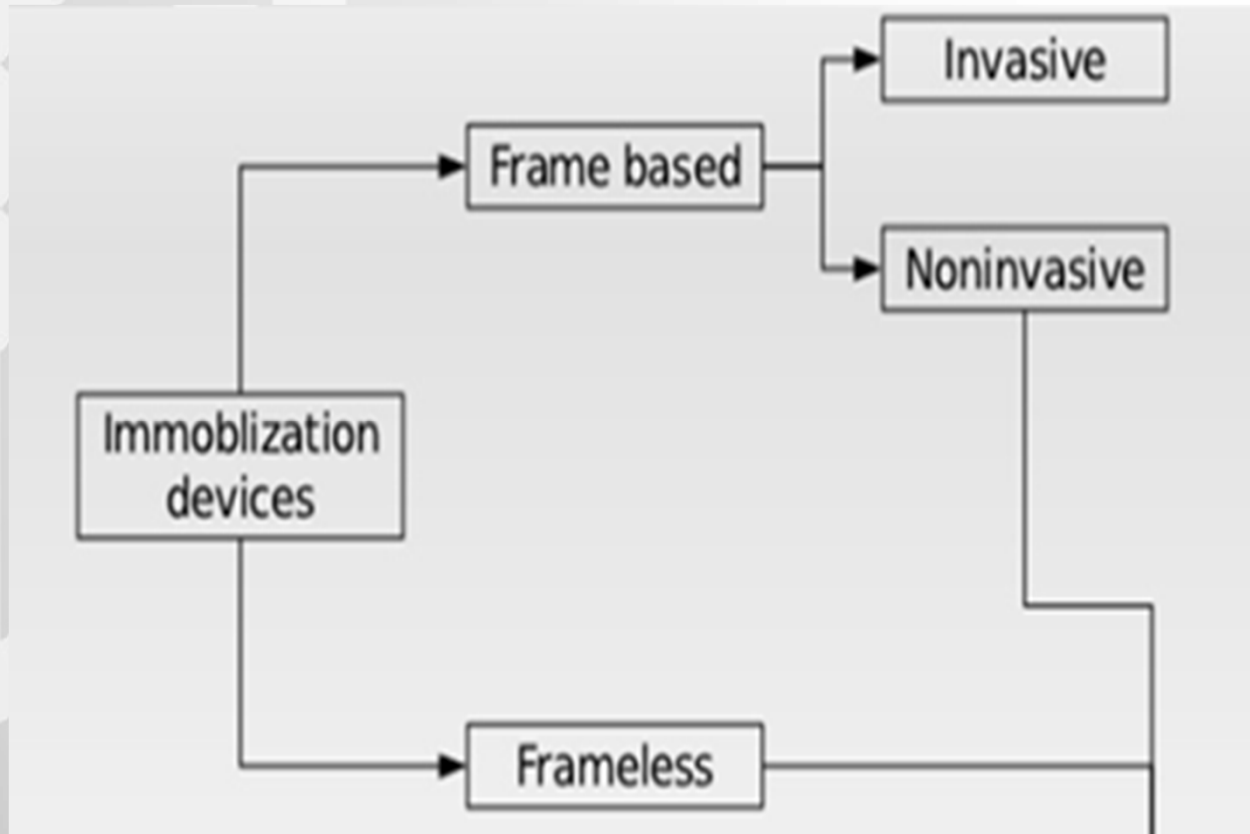 Invasive
Frame based
Noninvasive
Immoblization
devices
Frameless